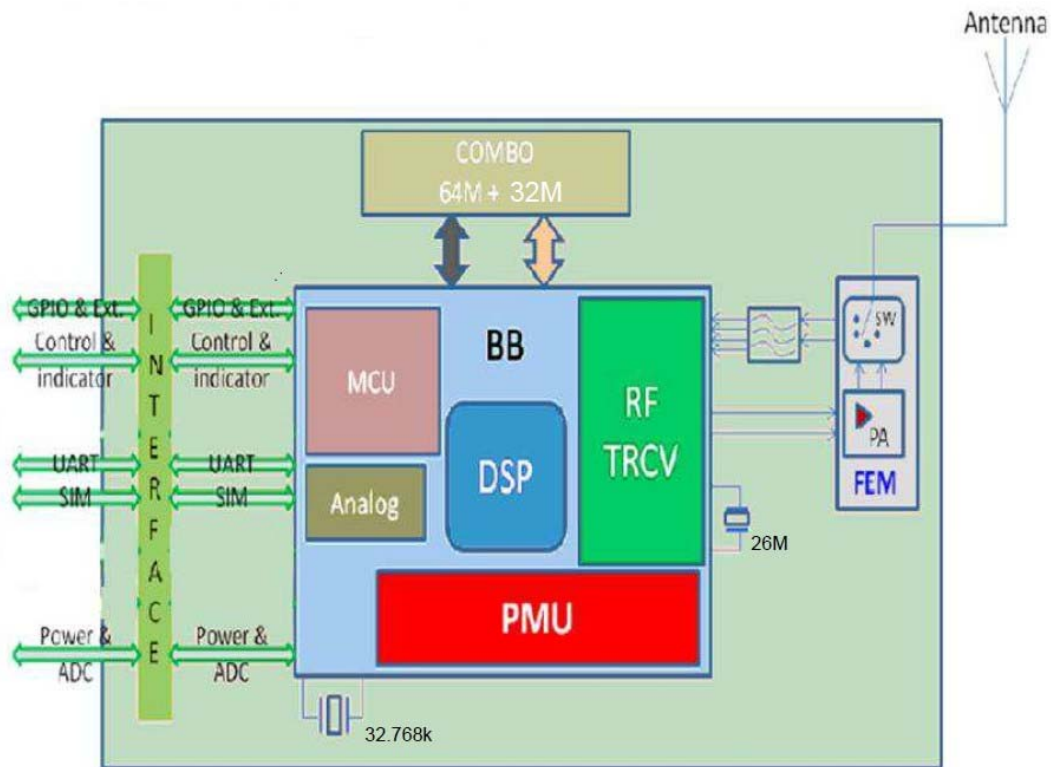 Antenna
COMBO
64M + 32M
GPIO & Ext.
Control &
indicator
UART
SIM
Power &
ADC
INTERFACE
GPIO & Ext.
Control &
indicator
UART
SIM
Power &
ADC
MCU
Analog
BB
DSP
RF
TRCV
PMU
SW
PA
FEM
26M
32.768k